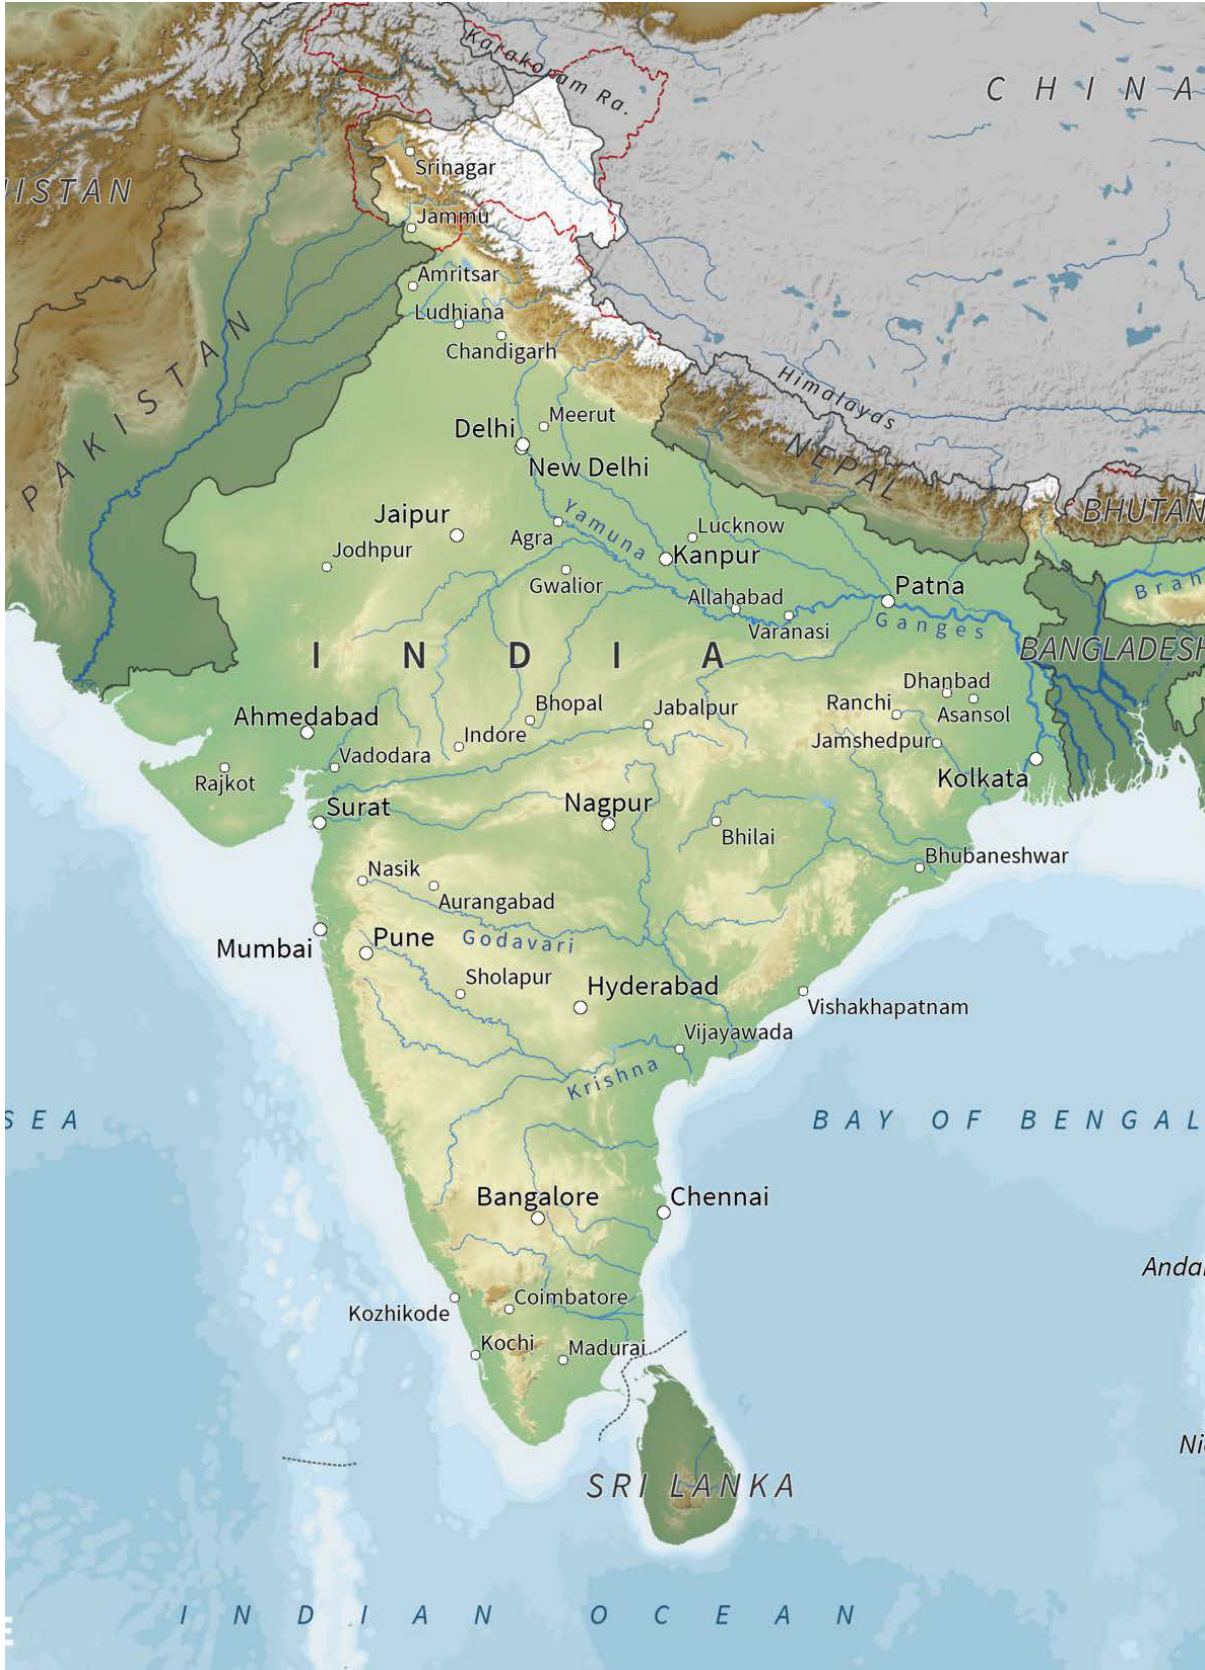 Karakoram Ra.
CHINA
ISTAN
Srinagar
Jammu
Amritsar
Ludhiana
Chandigarh
PAKISTAN
Himalayas
Meerut
Delhi
New Delhi
NEPAL
BHUTAN
Jaipur
Yamuna
Lucknow
Agra
Jodhpur
Kanpur
Gwalior
Patna
Brah
Allahabad
Varanasi
Ganges
INDIA
BANGLADESH
Dhanbad
Ranchi
Asansol
Bhopal
Jabalpur
Ahmedabad
Indore
Jamshedpur
Vadodara
Rajkot
Kolkata
Surat
Nagpur
Bhilai
Bhubaneshwar
Nasik
Aurangabad
Mumbai
Pune
Godavari
Sholapur
Hyderabad
Vishakhapatnam
Vijayawada
Krishna
SEA
BAY OF BENGAL
Bangalore
Chennai
Andar
Coimbatore
Kozhikode
Kochi
Madurai
Nic
SRI LANKA
INDIAN OCEAN
E